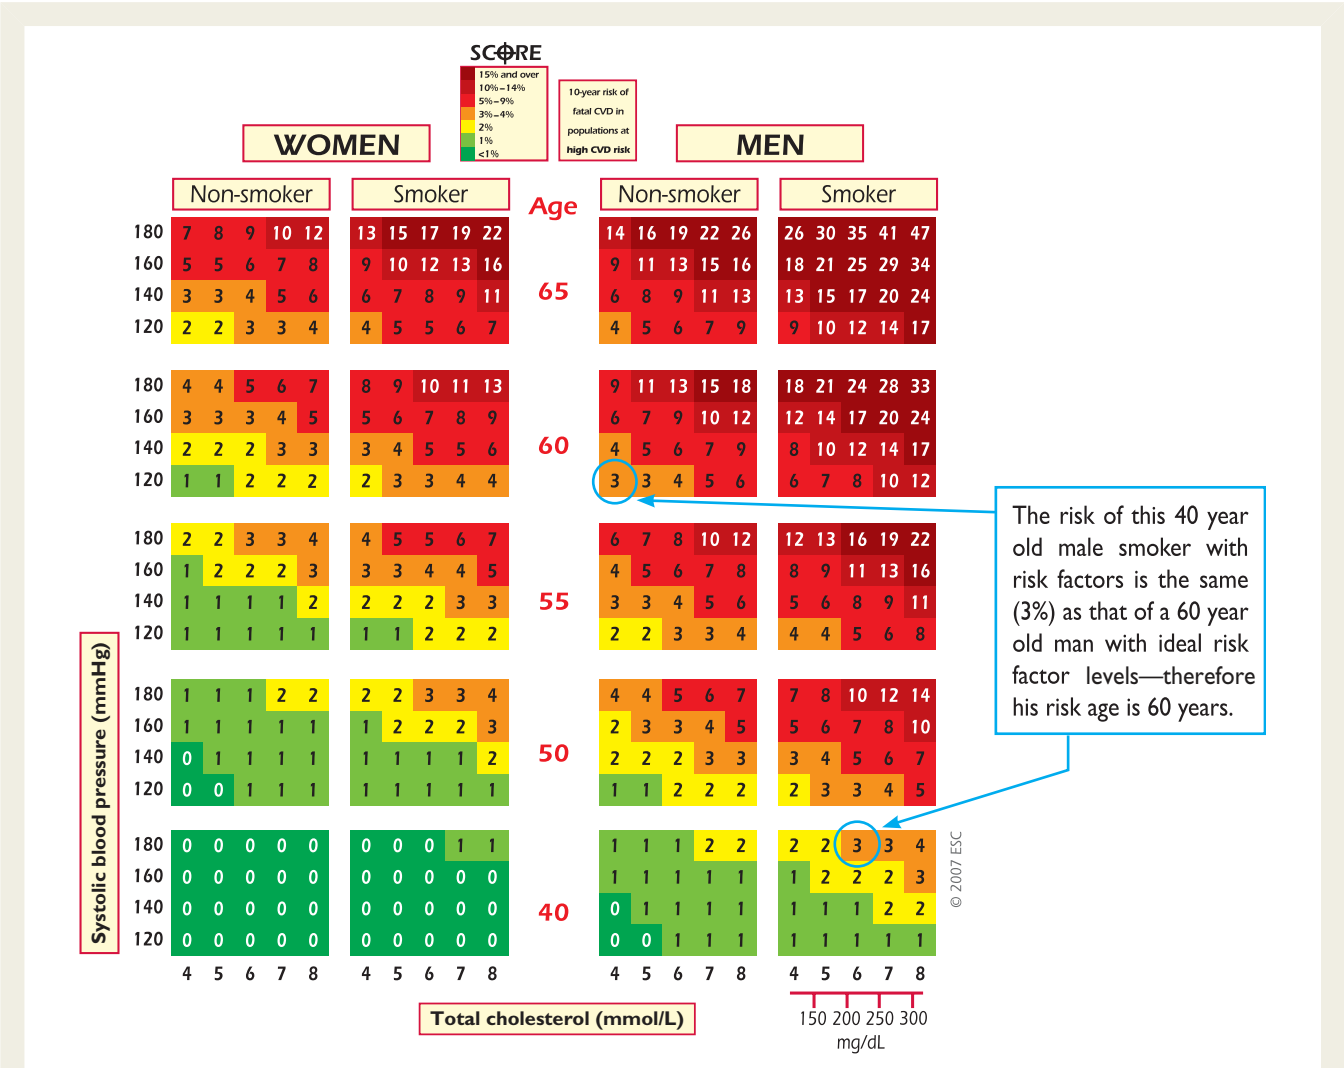 SCORE
15% and over
10%–14%
5%–9%
3%–4%
2%
1%
<1%
10-year risk of
fatal CVD in
populations at
high CVD risk
WOMEN
MEN
Non-smoker Smoker Age Non-smoker Smoker
180 7 8 9 10 12 13 15 17 19 22 14 16 19 22 26 26 30 35 41 47
160 5 5 6 7 8 9 10 12 13 16 9 11 13 15 16 18 21 25 29 34
65
140 3 3 4 5 6 6 7 8 9 11 6 8 9 11 13 13 15 17 20 24
120 2 2 3 3 4 4 5 5 6 7 4 5 6 7 9 9 10 12 14 17
180 4 4 5 6 7 8 9 10 11 13 9 11 13 15 18 18 21 24 28 33
160 3 3 3 4 5 5 6 7 8 9 6 7 9 10 12 12 14 17 20 24
60
140 2 2 2 3 3 3 4 5 5 6 4 5 6 7 9 8 10 12 14 17
120 1 1 2 2 2 2 3 3 4 4 3 3 4 5 6 6 7 8 10 12
180 2 2 3 3 4 4 5 5 6 7 6 7 8 10 12 12 13 16 19 22
160 1 2 2 2 3 3 3 4 4 5 4 5 6 7 8 8 9 11 13 16
55
140 1 1 1 1 2 2 2 2 3 3 3 3 4 5 6 5 6 8 9 11
120 1 1 1 1 1 1 1 2 2 2 2 2 3 3 4 4 4 5 6 8
180 1 1 1 2 2 2 2 3 3 4 4 4 5 6 7 7 8 10 12 14
160 1 1 1 1 1 1 2 2 2 3 2 3 3 4 5 5 6 7 8 10
50
140 0 1 1 1 1 1 1 1 1 2 2 2 2 3 3 3 4 5 6 7
120 0 0 1 1 1 1 1 1 1 1 1 1 2 2 2 2 3 3 4 5
180 0 0 0 0 0 0 0 0 1 1 1 1 1 2 2 2 2 3 3 4
160 0 0 0 0 0 0 0 0 0 0 1 1 1 1 1 1 2 2 2 3
40
140 0 0 0 0 0 0 0 0 0 0 0 1 1 1 1 1 1 1 2 2
120 0 0 0 0 0 0 0 0 0 0 0 0 1 1 1 1 1 1 1 1
4 5 6 7 8 4 5 6 7 8 4 5 6 7 8 4 5 6 7 8
Systolic blood pressure (mmHg)
Total cholesterol (mmol/L)
150 200 250 300
mg/dL
© 2007 ESC
The risk of this 40 year
old male smoker with
risk factors is the same
(3%) as that of a 60 year
old man with ideal risk
factor levels—therefore
his risk age is 60 years.